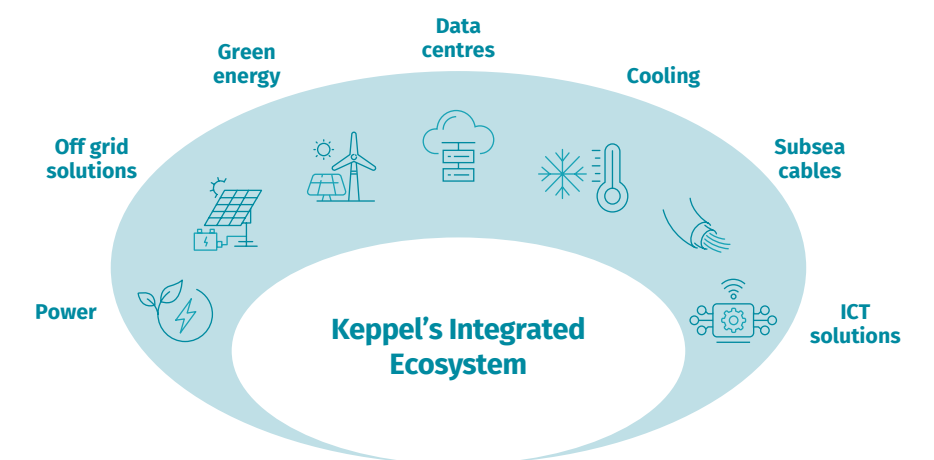 Data
centres
Green
energy
Cooling
Off grid
solutions
Subsea
cables
Power
ICT
solutions
Keppel’s Integrated
Ecosystem